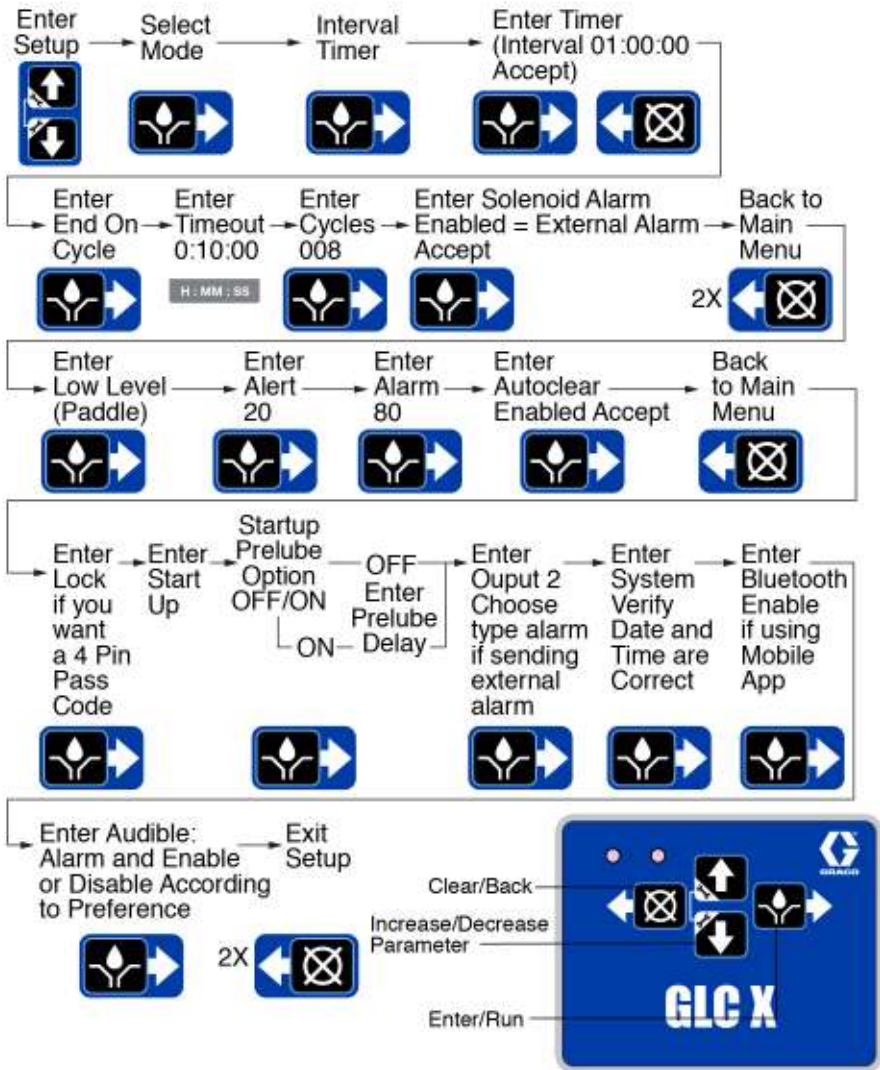 Enter
Setup
Select
Mode
Interval
Timer
Enter Timer
(Interval 01:00:00
Accept)
Enter
End On
Cycle
Enter
Timeout
0:10:00
H : MM : SS
Enter
Cycles
008
Enter Solenoid Alarm
Enabled = External Alarm
Accept
Back to
Main
Menu
2X
Enter
Low Level
(Paddle)
Enter
Alert
20
Enter
Alarm
80
Enter
Autoclear
Enabled Accept
Back
to Main
Menu
Enter
Lock
if you
want
a 4 Pin
Pass
Code
Enter
Start
Up
Startup
Prelube
Option
OFF/ON
OFF
ON
Enter
Prelube
Delay
Enter
Ouput 2
Choose
type alarm
if sending
external
alarm
Enter
System
Verify
Date and
Time are
Correct
Enter
Bluetooth
Enable
if using
Mobile
App
Enter Audible:
Alarm and Enable
or Disable According
to Preference
Exit
Setup
2X
Clear/Back
Increase/Decrease
Parameter
Enter/Run
GRACO
GLC X